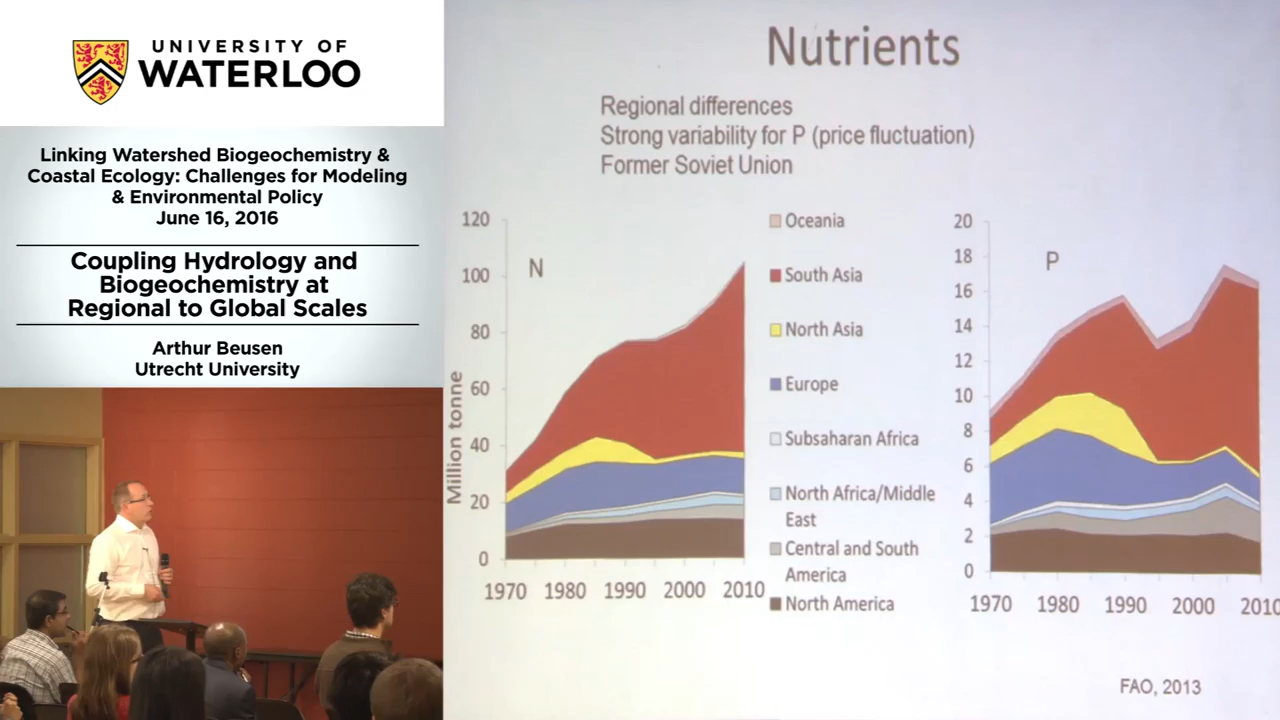 UNIVERSITY OF
WATERLOO
Linking Watershed Biogeochemistry &
Coastal Ecology: Challenges for Modeling
& Environmental Policy
June 16, 2016
Coupling Hydrology and
Biogeochemistry at
Regional to Global Scales
Arthur Beusen
Utrecht University
Nutrients
Regional differences
Strong variability for P (price fluctuation)
Former Soviet Union
Million tonne
120
100
80
60
40
20
0
N
1970
1980
1990
2000
2010
Oceania
South Asia
North Asia
Europe
Subsaharan Africa
North Africa/Middle
East
Central and South
America
North America
20
18
16
14
12
10
8
6
4
2
0
P
1970
1980
1990
2000
2010
FAO, 2013